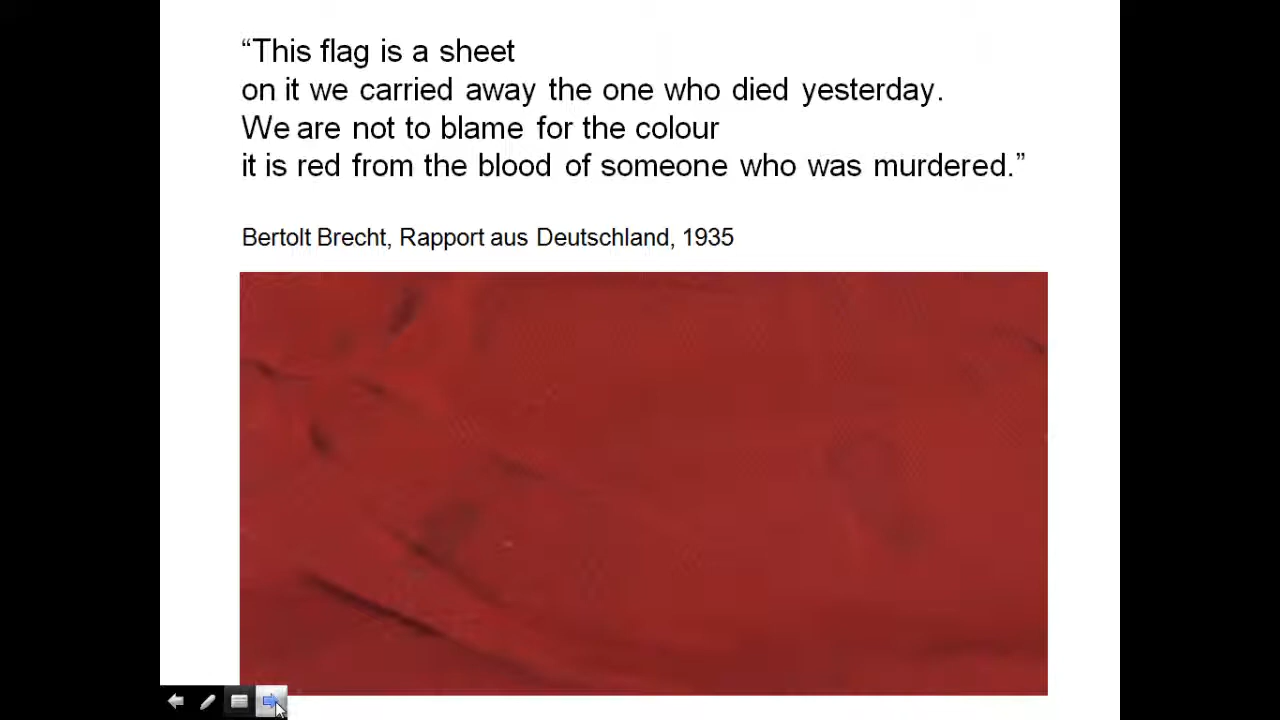 “This flag is a sheet
on it we carried away the one who died yesterday.
We are not to blame for the colour
it is red from the blood of someone who was murdered.”
Bertolt Brecht, Rapport aus Deutschland, 1935